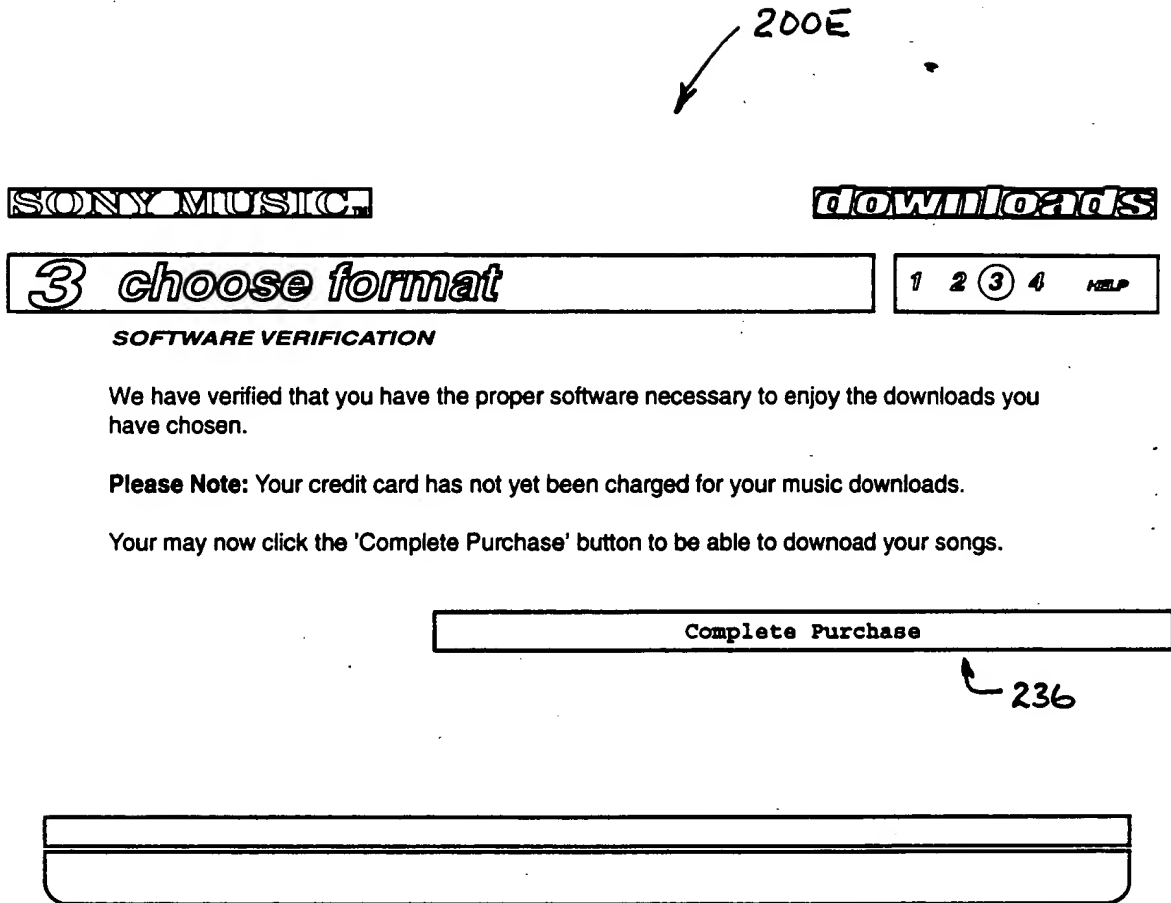 200E
SONY MUSIC™
downloads
3 choose format
1 2 3 4 HELP
SOFTWARE VERIFICATION
We have verified that you have the proper software necessary to enjoy the downloads you
have chosen.
Please Note: Your credit card has not yet been charged for your music downloads.
Your may now click the 'Complete Purchase' button to be able to downoad your songs.
Complete Purchase
236